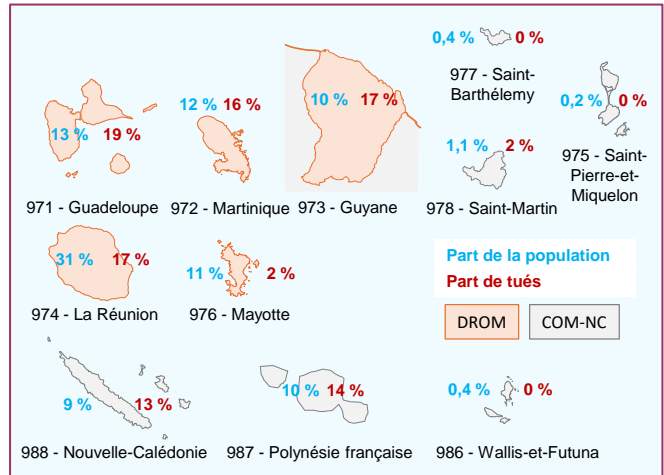 0,4 % 0 %
977 - Saint-
Barthélemy
12 % 16 %
10 % 17 %
0,2 % 0 %
13 % 19 %
1,1 % 2 %
975 - Saint-
Pierre-et-
Miquelon
971 - Guadeloupe 972 - Martinique 973 - Guyane 978 - Saint-Martin
31 % 17 %
11 % 2 %
Part de la population
Part de tués
974 - La Réunion 976 - Mayotte
DROM COM-NC
9 % 13 %
10 % 14 %
0,4 % 0 %
988 - Nouvelle-Calédonie 987 - Polynésie française 986 - Wallis-et-Futuna